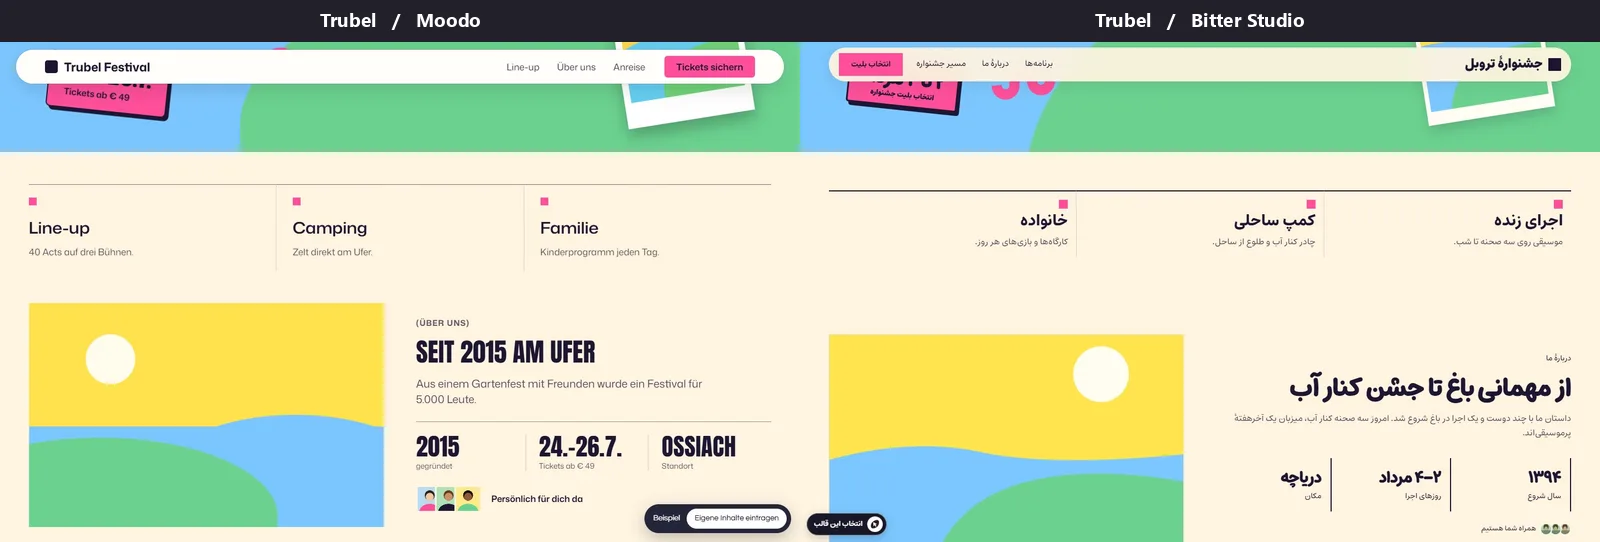 Trubel / Moodo
Trubel / Bitter Studio
Trubel Festival
Line-up
Über uns
Anreise
Tickets sichern
Tickets ab € 49
Line-up
40 Acts auf drei Bühnen.
Camping
Zelt direkt am Ufer.
Familie
Kinderprogramm jeden Tag.
(ÜBER UNS)
SEIT 2015 AM UFER
Aus einem Gartenfest mit Freunden wurde ein Festival für
5.000 Leute.
2015
gegründet
24.-26.7.
Tickets ab € 49
OSSIACH
Standort
Persönlich für dich da
Beispiel
Eigene Inhalte eintragen
جشنوارهٔ تروبل
برنامه‌ها
دربارهٔ ما
مسیر جشنواره
انتخاب بلیت
انتخاب بلیت جشنواره
اجرای زنده
موسیقی روی سه صحنه تا شب.
کمپ ساحلی
چادر کنار آب و طلوع از ساحل.
خانواده
کارگاه‌ها و بازی‌های هر روز.
دربارهٔ ما
از مهمانی باغ تا جشن کنار آب
داستان ما با چند دوست و یک اجرا در باغ شروع شد. امروز سه صحنه کنار آب، میزبان یک آخرهفتهٔ
پرموسیقی‌اند.
۱۳۹۴
سال شروع
۲–۴ مرداد
روزهای اجرا
دریاچه
مکان
همراه شما هستیم
انتخاب این قالب